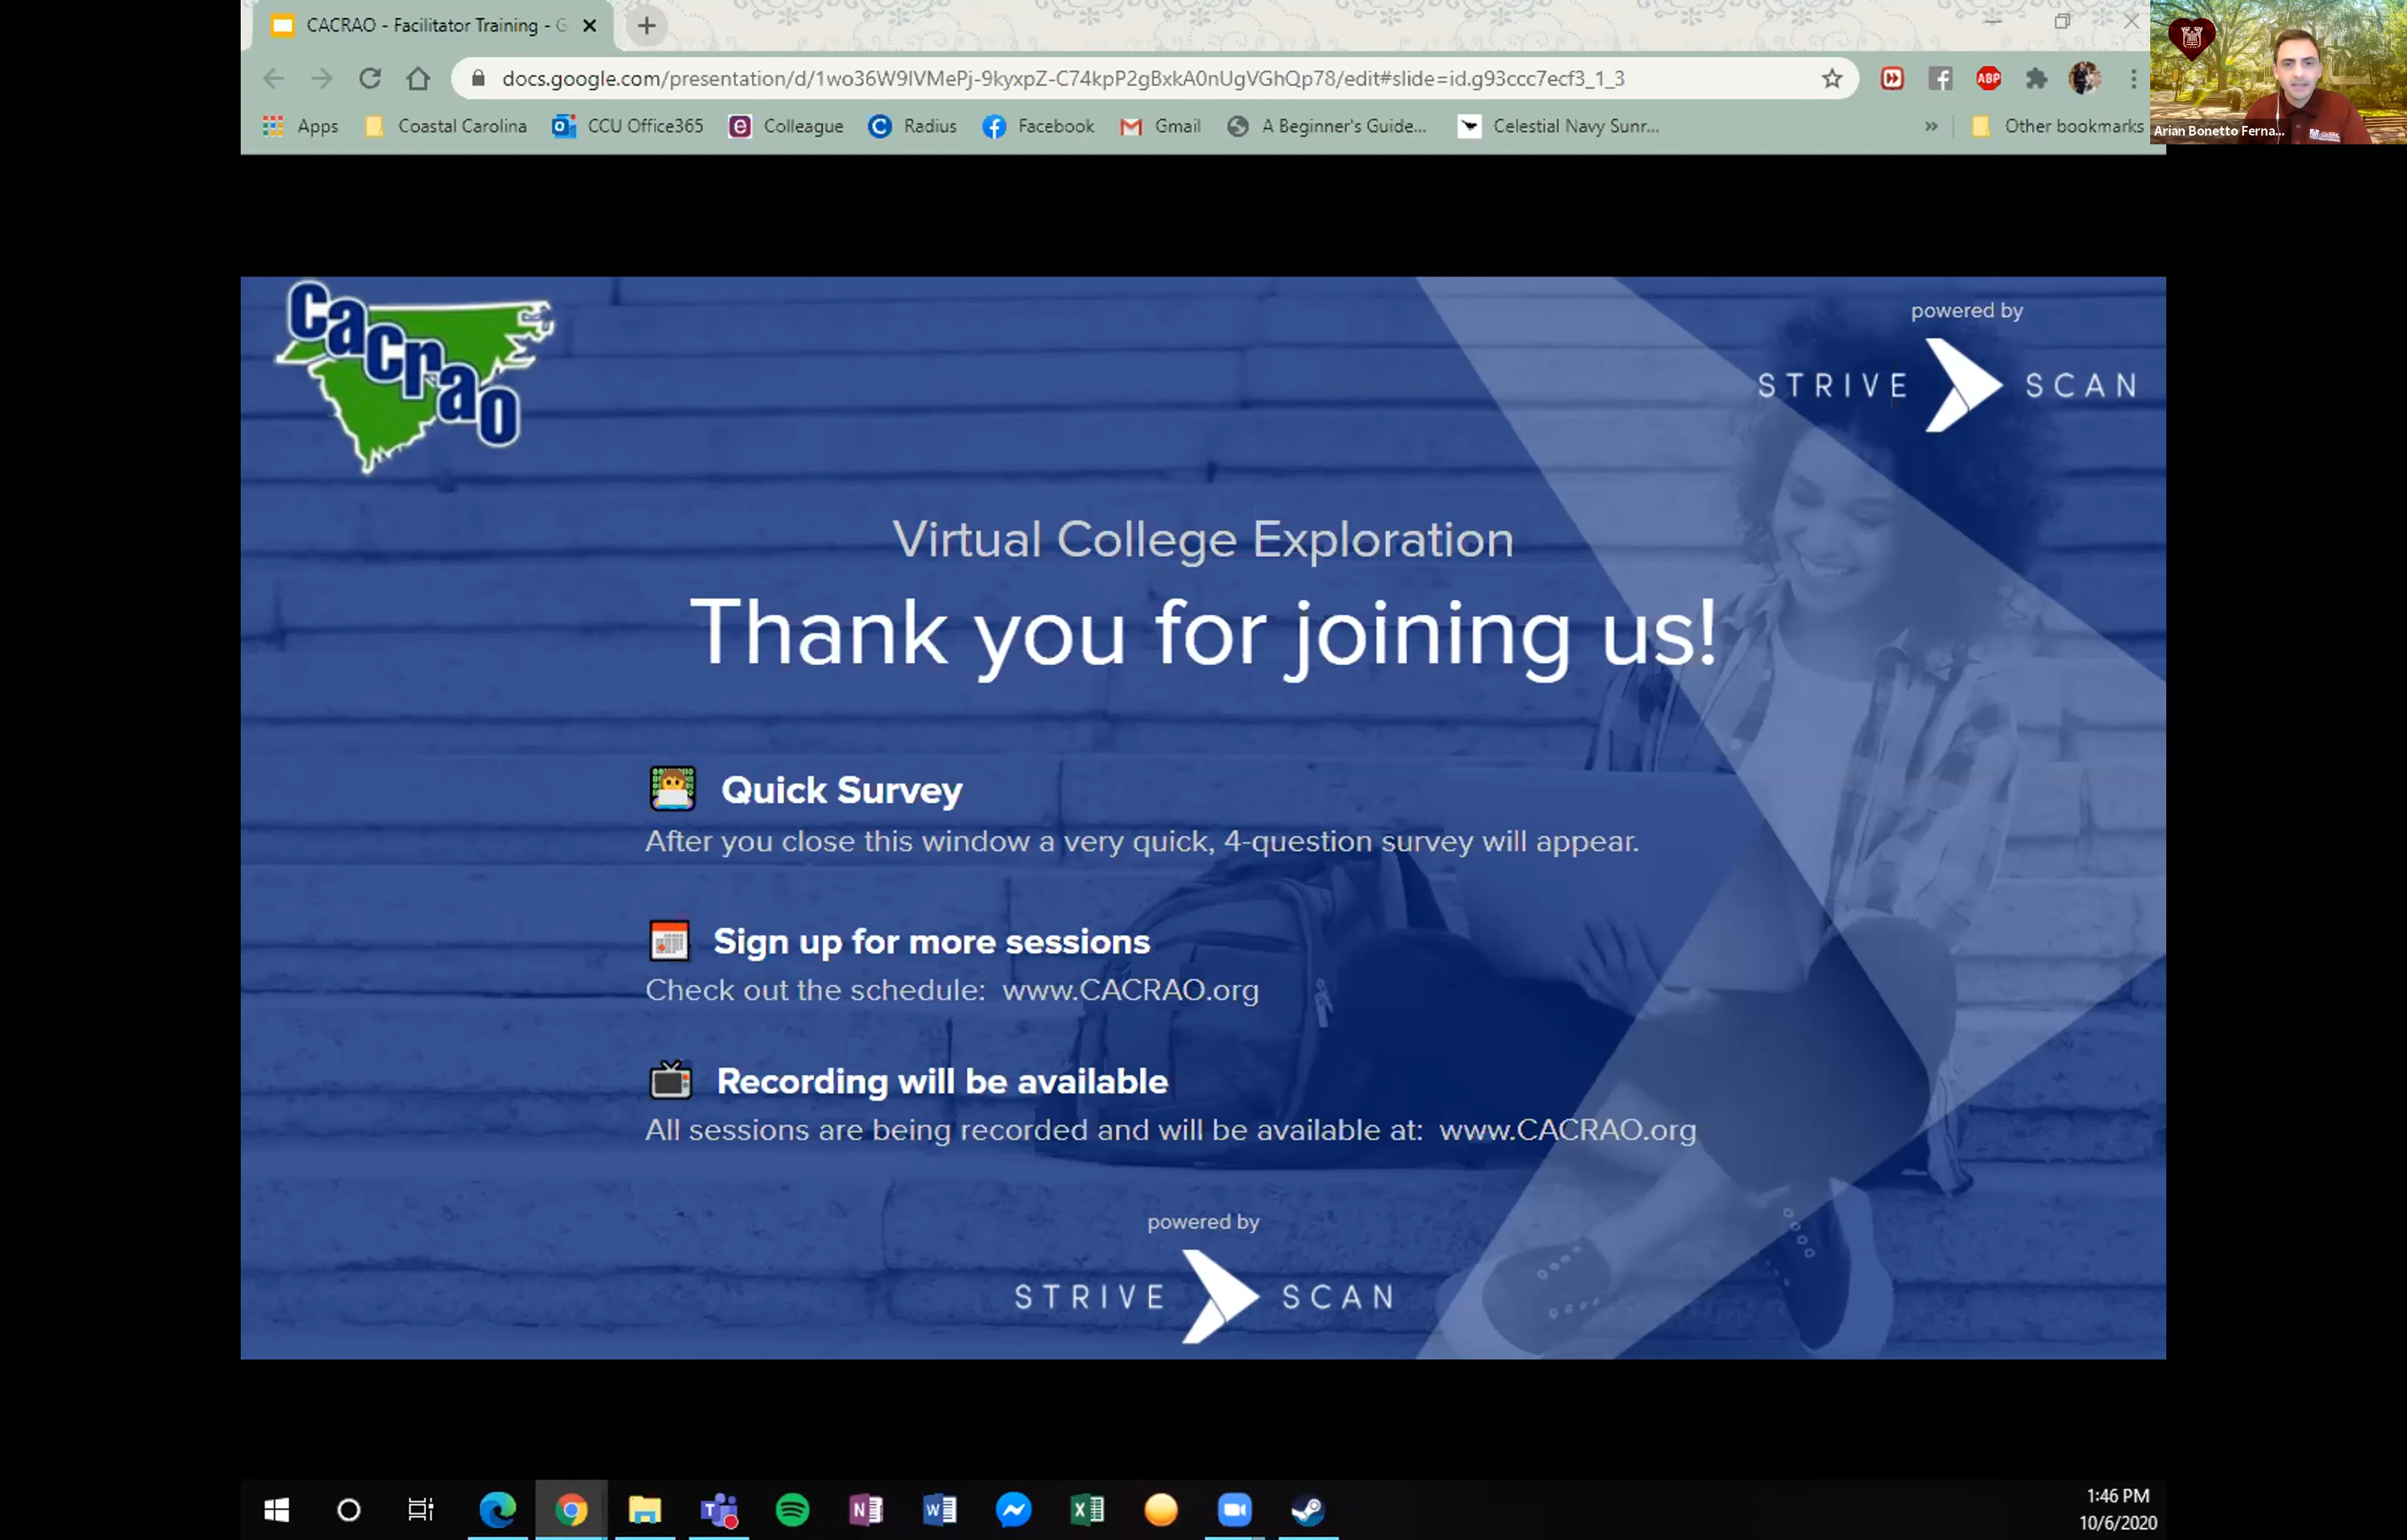 CACRAO - Facilitator Training - G
docs.google.com/presentation/d/1wo36W9IVMePj-9kyxpZ-C74kpP2gBxkA0nUgVGhQp78/edit#slide=id.g93ccc7ecf3_1_3
ABP
Apps Coastal Carolina CCU Office365 Colleague Radius Facebook Gmail A Beginner's Guide... Celestial Navy Sunr... » Other bookmarks
Arian Bonetto Ferna...
Cacrao
powered by
STRIVE SCAN
Virtual College Exploration
Thank you for joining us!
Quick Survey
After you close this window a very quick, 4-question survey will appear.
Sign up for more sessions
Check out the schedule: www.CACRAO.org
Recording will be available
All sessions are being recorded and will be available at: www.CACRAO.org
powered by
STRIVE SCAN
1:46 PM
10/6/2020